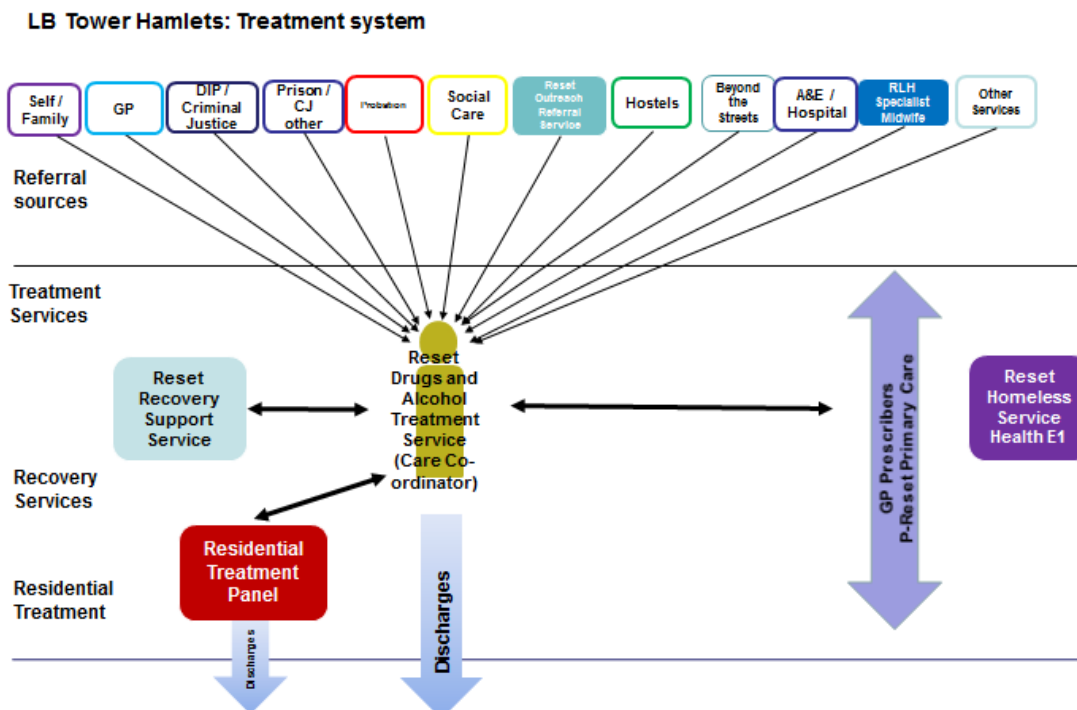 LB Tower Hamlets: Treatment system
Self /
Family
GP
DIP /
Criminal
Justice
Prison /
CJ
other
Probation
Social
Care
Reset
Outreach
Referral
Service
Hostels
Beyond
the
Streets
A&E /
Hospital
RLH
Specialist
Midwife
Other
Services
Referral
sources
Treatment
Services
Reset
Recovery
Support
Service
Reset
Drugs and
Alcohol
Treatment
Service
(Care Co-
ordinator)
GP Prescribers
P-Reset Primary Care
Reset
Homeless
Service
Health E1
Recovery
Services
Residential
Treatment
Panel
Residential
Treatment
Discharges
Discharges